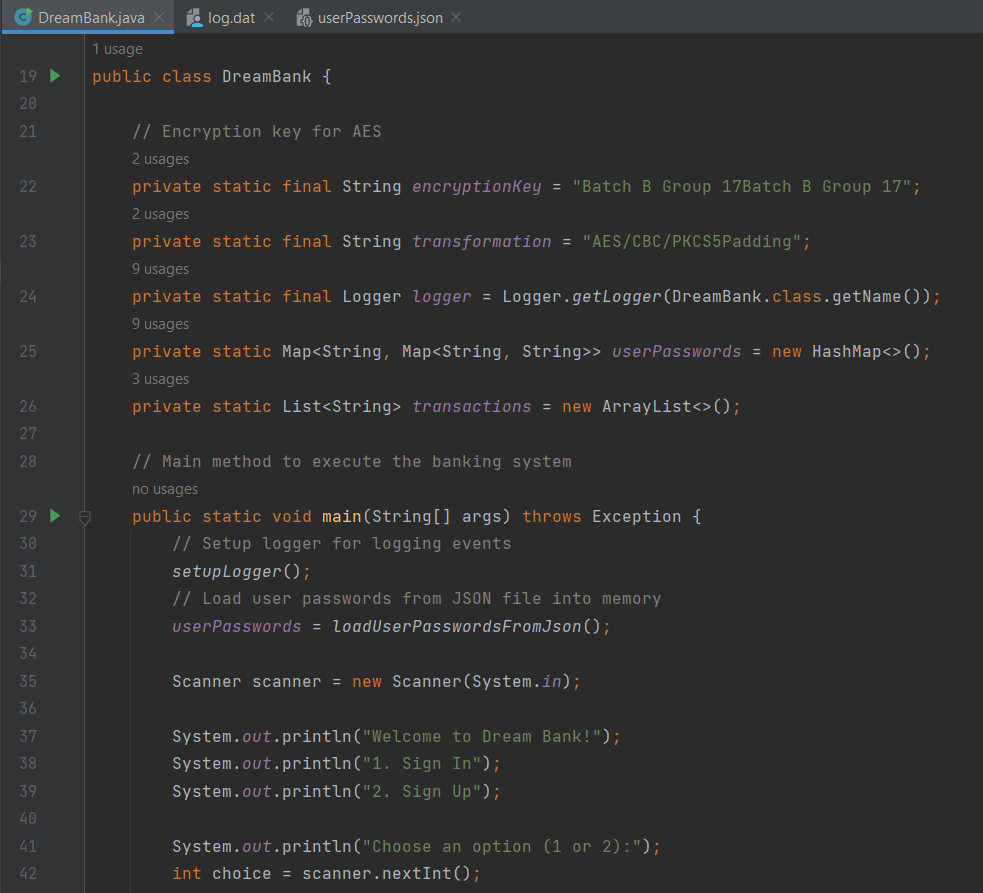 DreamBank.java log.dat userPasswords.json
1 usage
19 public class DreamBank {
20
21 // Encryption key for AES
2 usages
22 private static final String encryptionKey = "Batch B Group 17Batch B Group 17";
2 usages
23 private static final String transformation = "AES/CBC/PKCS5Padding";
9 usages
24 private static final Logger logger = Logger.getLogger(DreamBank.class.getName());
9 usages
25 private static Map<String, Map<String, String>> userPasswords = new HashMap<>();
3 usages
26 private static List<String> transactions = new ArrayList<>();
27
28 // Main method to execute the banking system
no usages
29 public static void main(String[] args) throws Exception {
30 // Setup logger for logging events
31 setupLogger();
32 // Load user passwords from JSON file into memory
33 userPasswords = loadUserPasswordsFromJson();
34
35 Scanner scanner = new Scanner(System.in);
36
37 System.out.println("Welcome to Dream Bank!");
38 System.out.println("1. Sign In");
39 System.out.println("2. Sign Up");
40
41 System.out.println("Choose an option (1 or 2):");
42 int choice = scanner.nextInt();